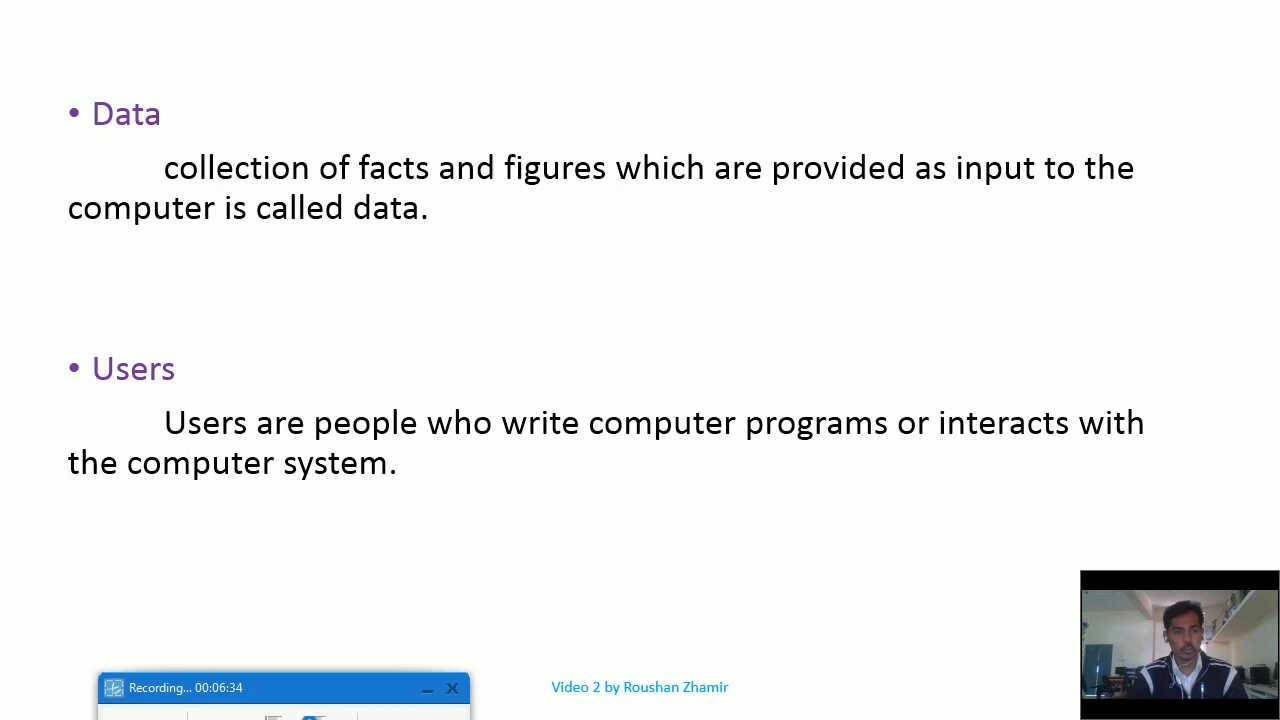 • Data
collection of facts and figures which are provided as input to the
computer is called data.
• Users
Users are people who write computer programs or interacts with
the computer system.
Recording... 00:06:34
Video 2 by Roushan Zhamir